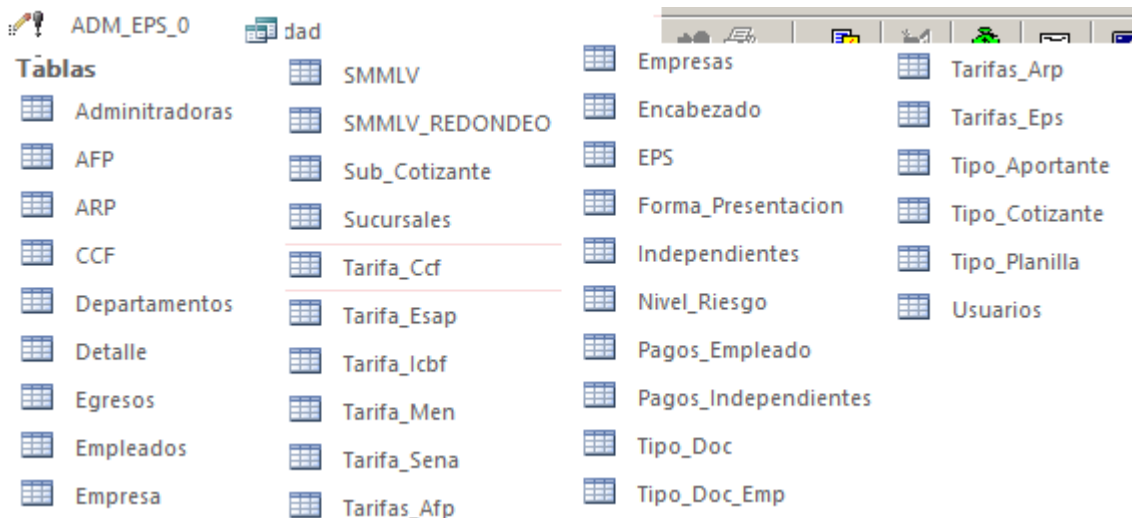 ADM_EPS_0
dad
Tablas
Adminitradoras
AFP
ARP
CCF
Departamentos
Detalle
Egresos
Empleados
Empresa
SMMLV
SMMLV_REDONDEO
Sub_Cotizante
Sucursales
Tarifa_Ccf
Tarifa_Esap
Tarifa_Icbf
Tarifa_Men
Tarifa_Sena
Tarifas_Afp
Empresas
Encabezado
EPS
Forma_Presentacion
Independientes
Nivel_Riesgo
Pagos_Empleado
Pagos_Independientes
Tipo_Doc
Tipo_Doc_Emp
Tarifas_Arp
Tarifas_Eps
Tipo_Aportante
Tipo_Cotizante
Tipo_Planilla
Usuarios